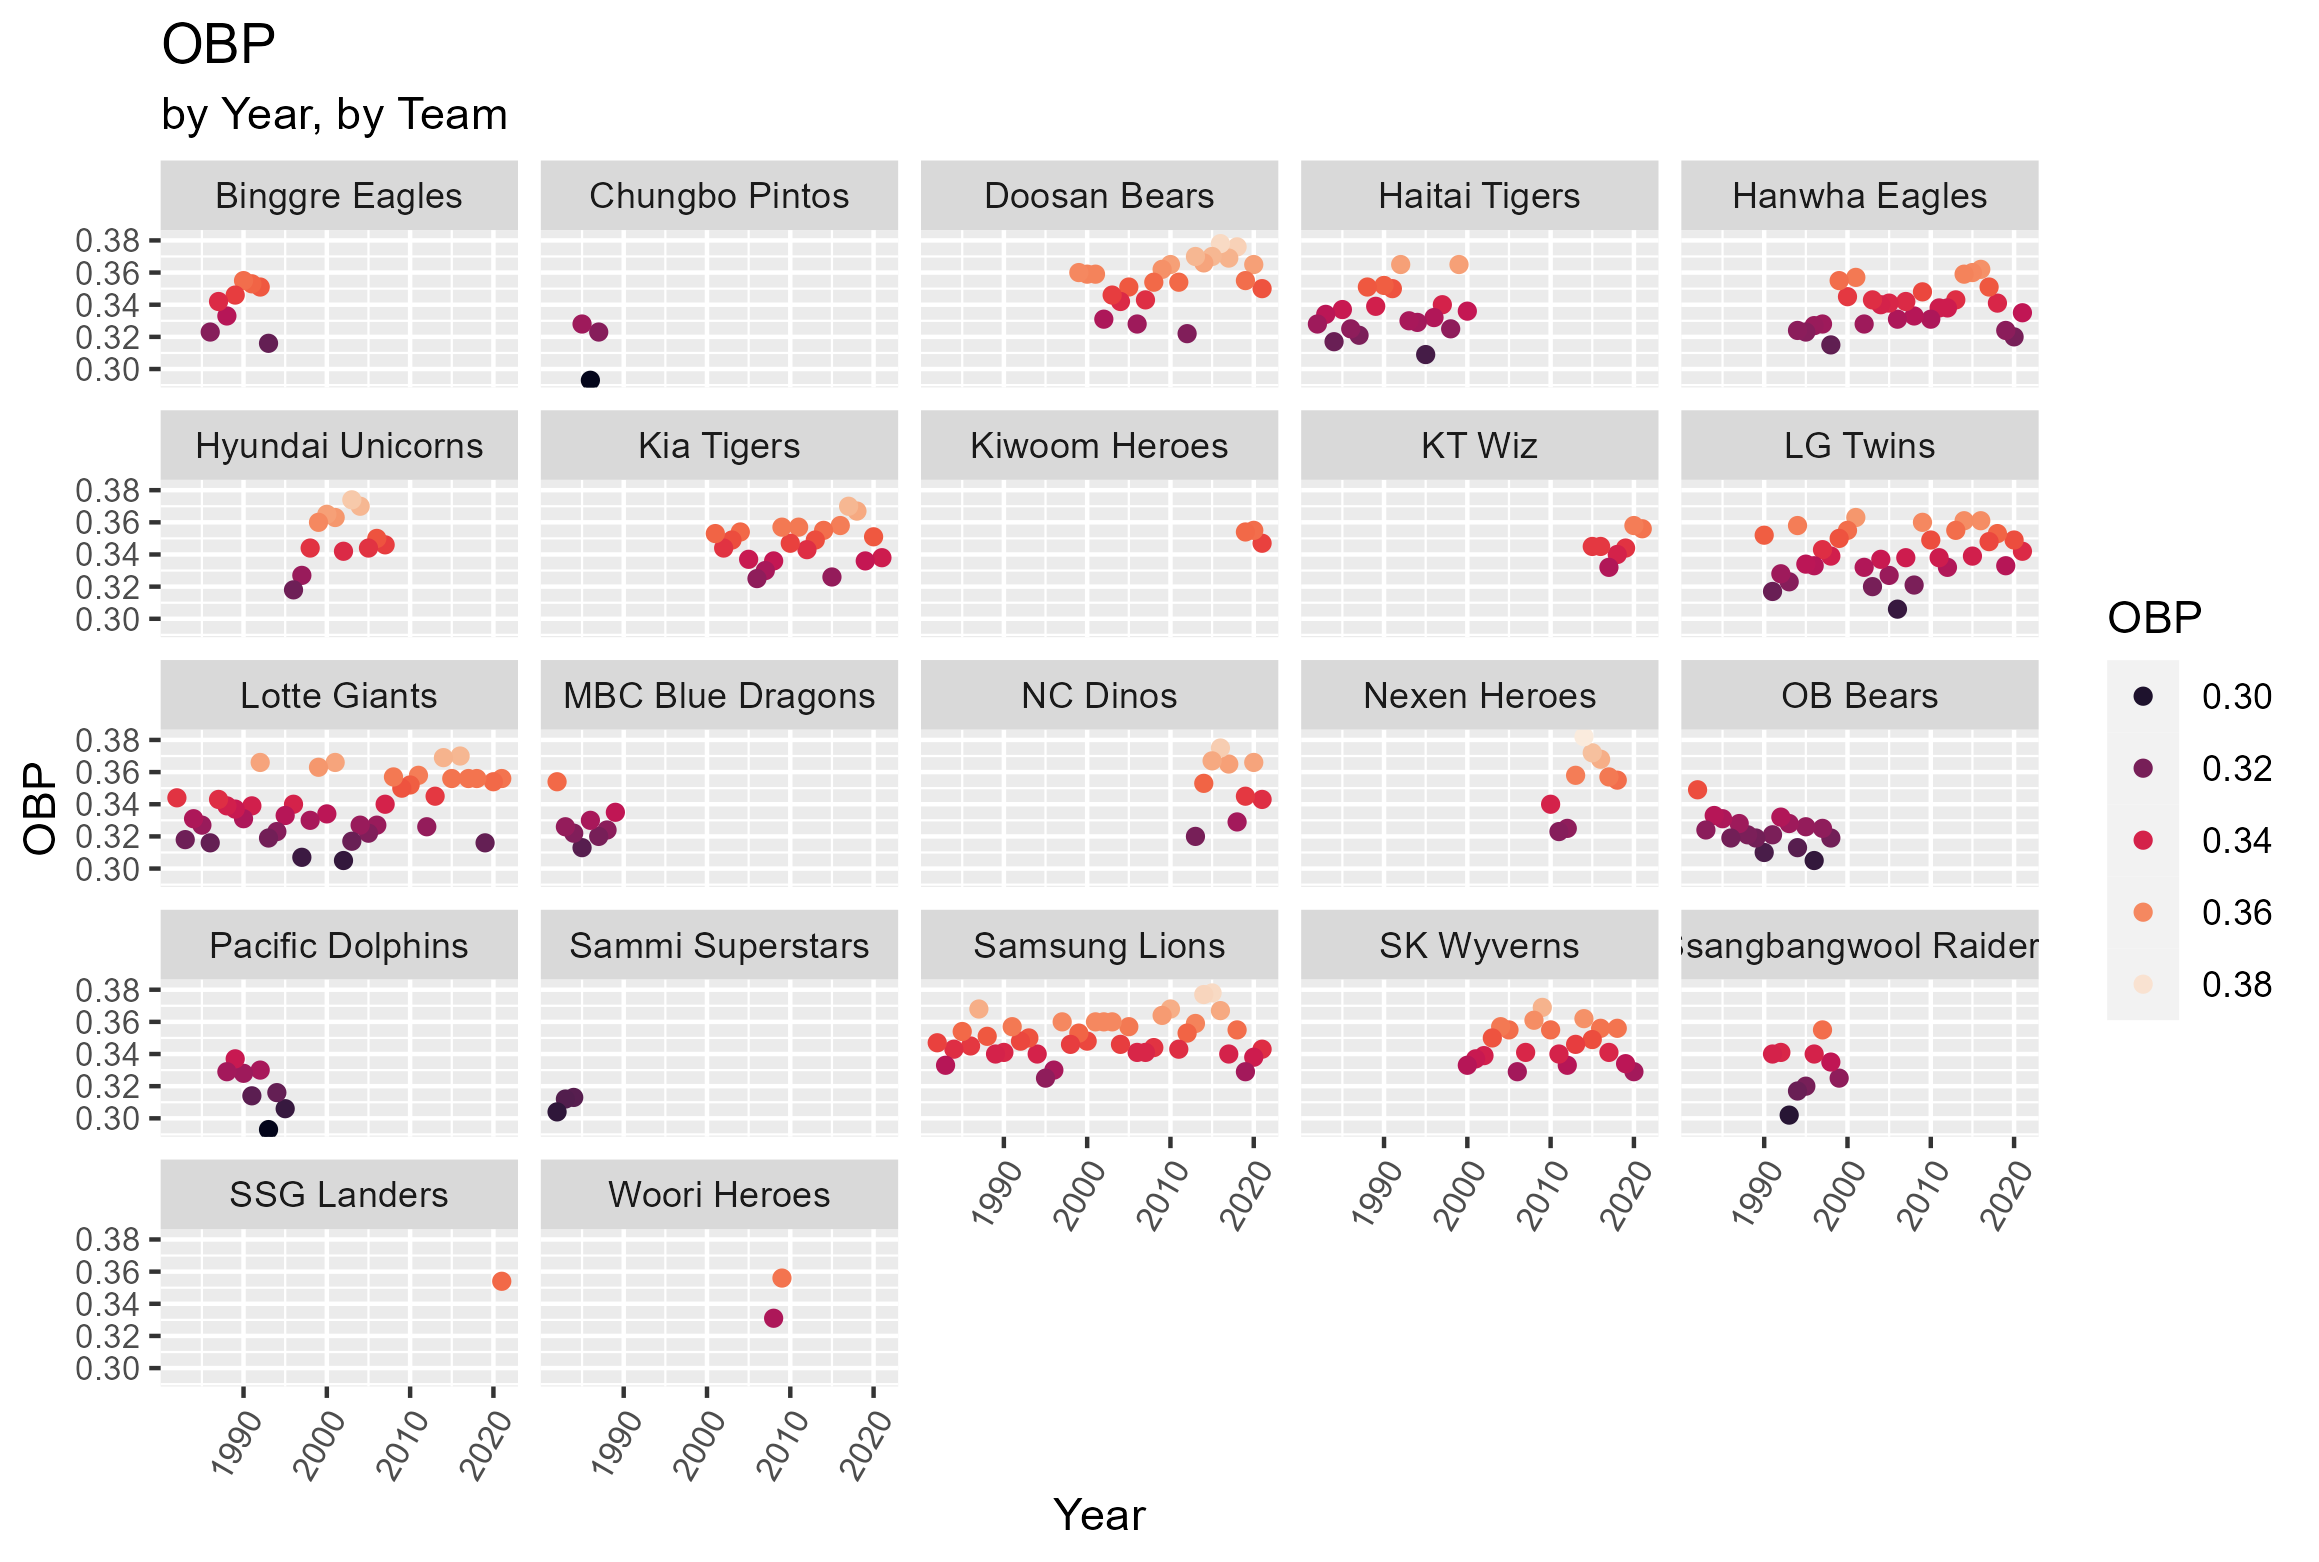 OBP
by Year, by Team
Binggre Eagles
Chungbo Pintos
Doosan Bears
Haitai Tigers
Hanwha Eagles
0.38
0.36
0.34
0.32
0.30
Hyundai Unicorns
Kia Tigers
Kiwoom Heroes
KT Wiz
LG Twins
0.38
0.36
0.34
0.32
0.30
Lotte Giants
MBC Blue Dragons
NC Dinos
Nexen Heroes
OB Bears
0.38
0.36
0.34
0.32
0.30
Pacific Dolphins
Sammi Superstars
Samsung Lions
SK Wyverns
Ssangbangwool Raider
0.38
0.36
0.34
0.32
0.30
1990
2000
2010
2020
1990
2000
2010
2020
1990
2000
2010
2020
SSG Landers
Woori Heroes
0.38
0.36
0.34
0.32
0.30
1990
2000
2010
2020
1990
2000
2010
2020
OBP
Year
OBP
0.30
0.32
0.34
0.36
0.38